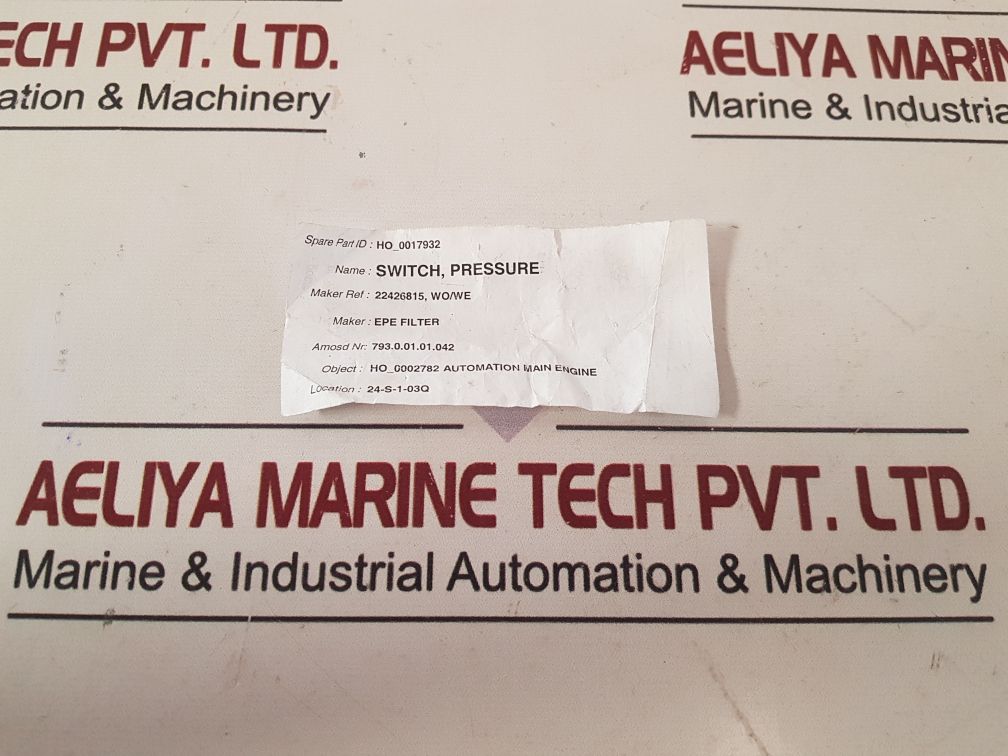 ECH PVT. LTD.
ation & Machinery
AELIYA MARIN
Marine & Industria
Spare Part ID : HO_0017932
Name : SWITCH, PRESSURE
Maker Ref : 22426815, WO/WE
Maker : EPE FILTER
Amosd Nr: 793.0.01.01.042
Object : HO_0002782 AUTOMATION MAIN ENGINE
Location : 24-S-1-03Q
AELIYA MARINE TECH PVT. LTD.
Marine & Industrial Automation & Machinery